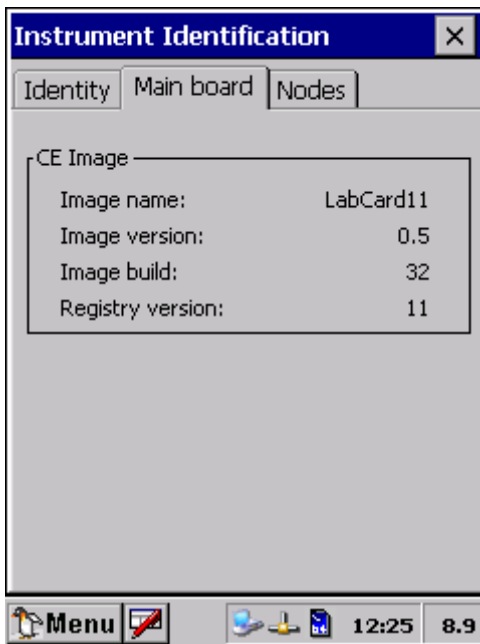 Instrument Identification
Identity Main board Nodes
CE Image
Image name: LabCard11
Image version: 0.5
Image build: 32
Registry version: 11
Menu 12:25 8.9